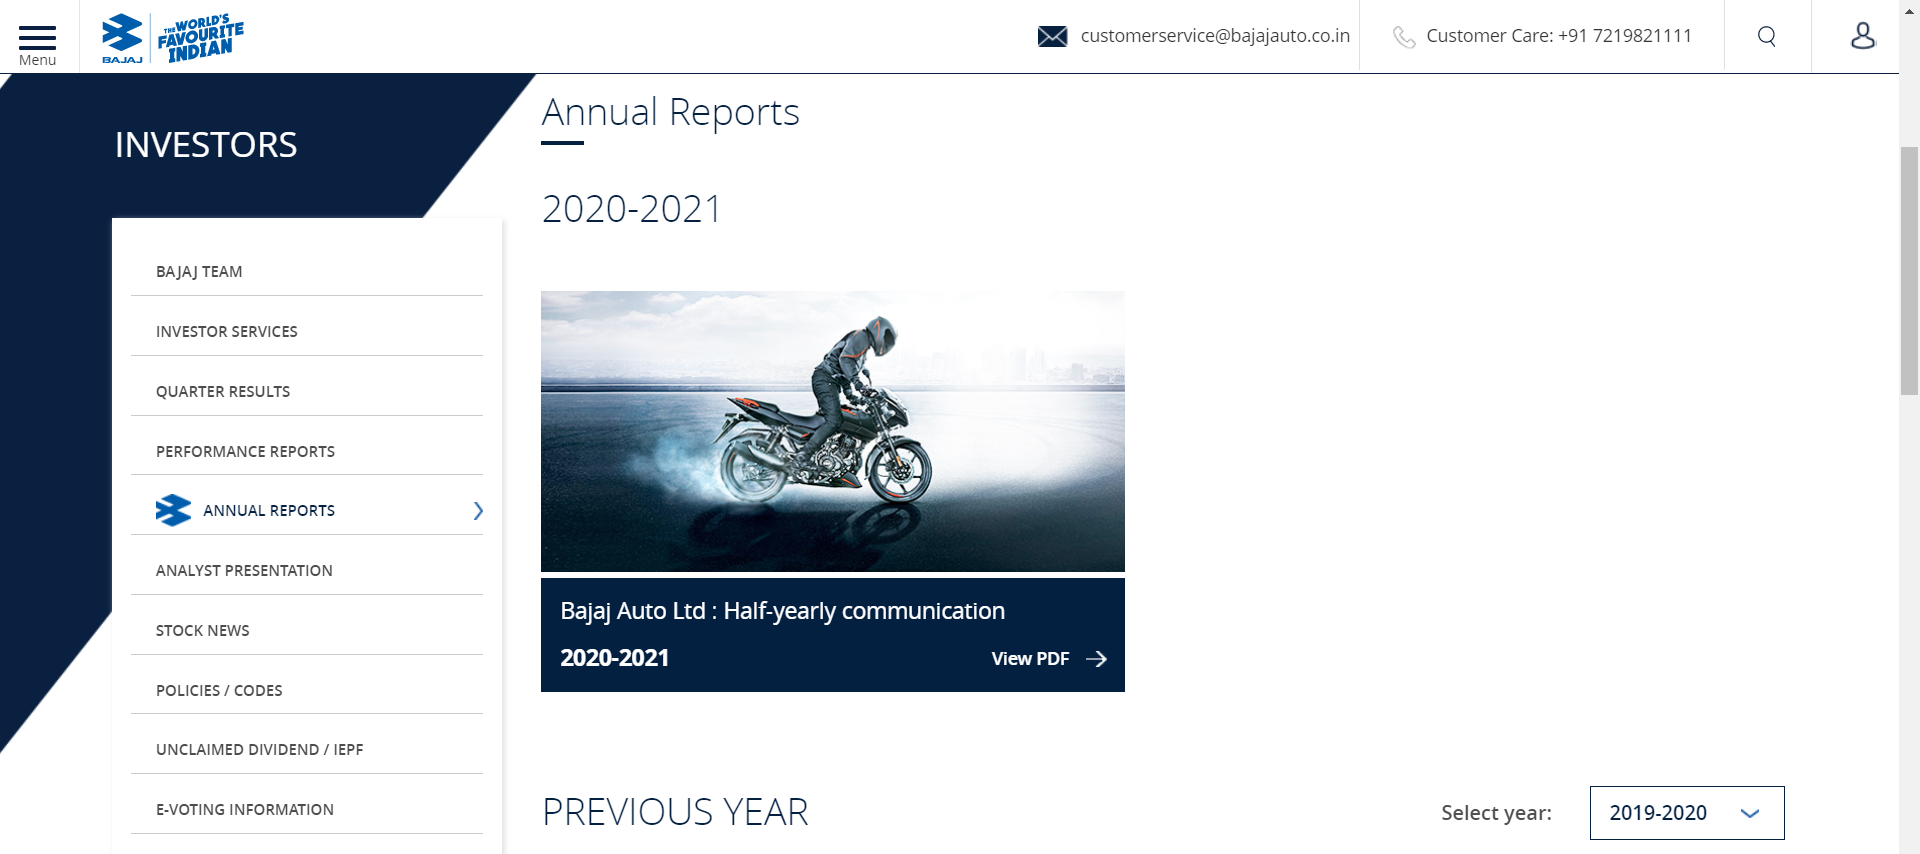 Menu
BAJAJ
THE WORLD'S
FAVOURITE
INDIAN
customerservice@bajajauto.co.in
Customer Care: +91 7219821111
INVESTORS
BAJAJ TEAM
INVESTOR SERVICES
QUARTER RESULTS
PERFORMANCE REPORTS
ANNUAL REPORTS
ANALYST PRESENTATION
STOCK NEWS
POLICIES / CODES
UNCLAIMED DIVIDEND / IEPF
E-VOTING INFORMATION
Annual Reports
2020-2021
Bajaj Auto Ltd : Half-yearly communication
2020-2021
View PDF
PREVIOUS YEAR
Select year:
2019-2020